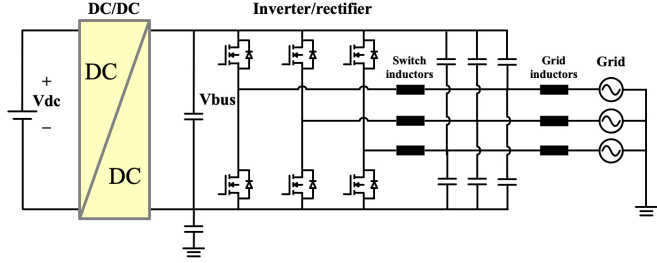 DC/DC
Inverter/rectifier
DC
+
Vdc
−
DC
Vbus
Switch
inductors
Grid
inductors
Grid